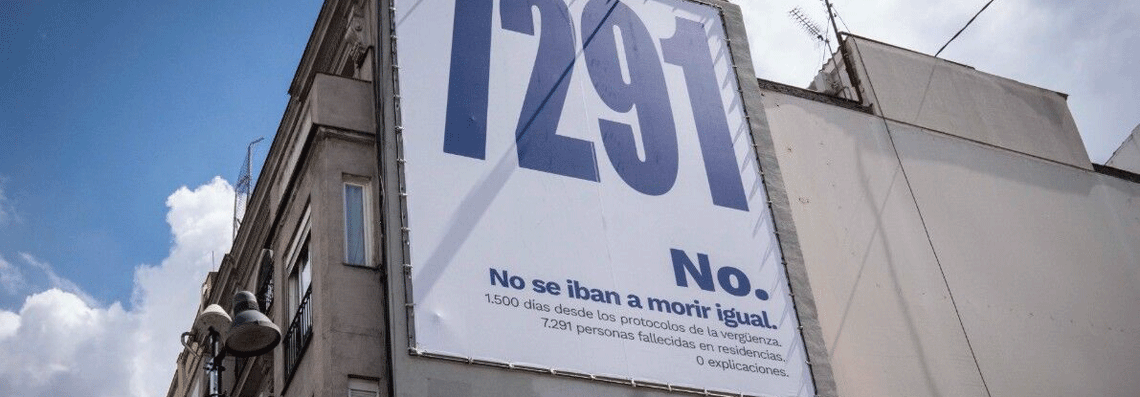 7291
No.
No se iban a morir igual.
1.500 días desde los protocolos de la vergüenza.
7.291 personas fallecidas en residencias.
0 explicaciones.